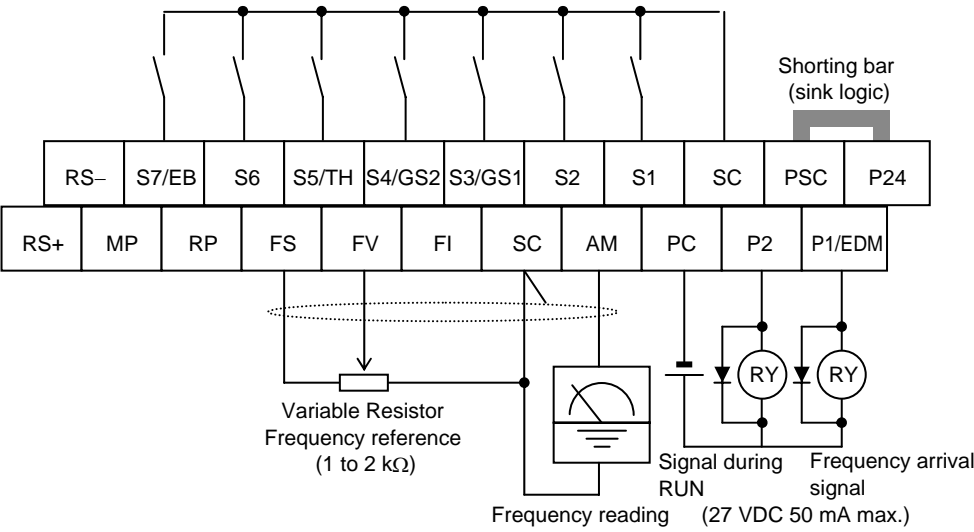 Shorting bar
(sink logic)
RS– S7/EB S6 S5/TH S4/GS2 S3/GS1 S2 S1 SC PSC P24
RS+ MP RP FS FV FI SC AM PC P2 P1/EDM
RY RY
Variable Resistor
Frequency reference
(1 to 2 kΩ)
Signal during
RUN
Frequency arrival
signal
Frequency reading
(27 VDC 50 mA max.)